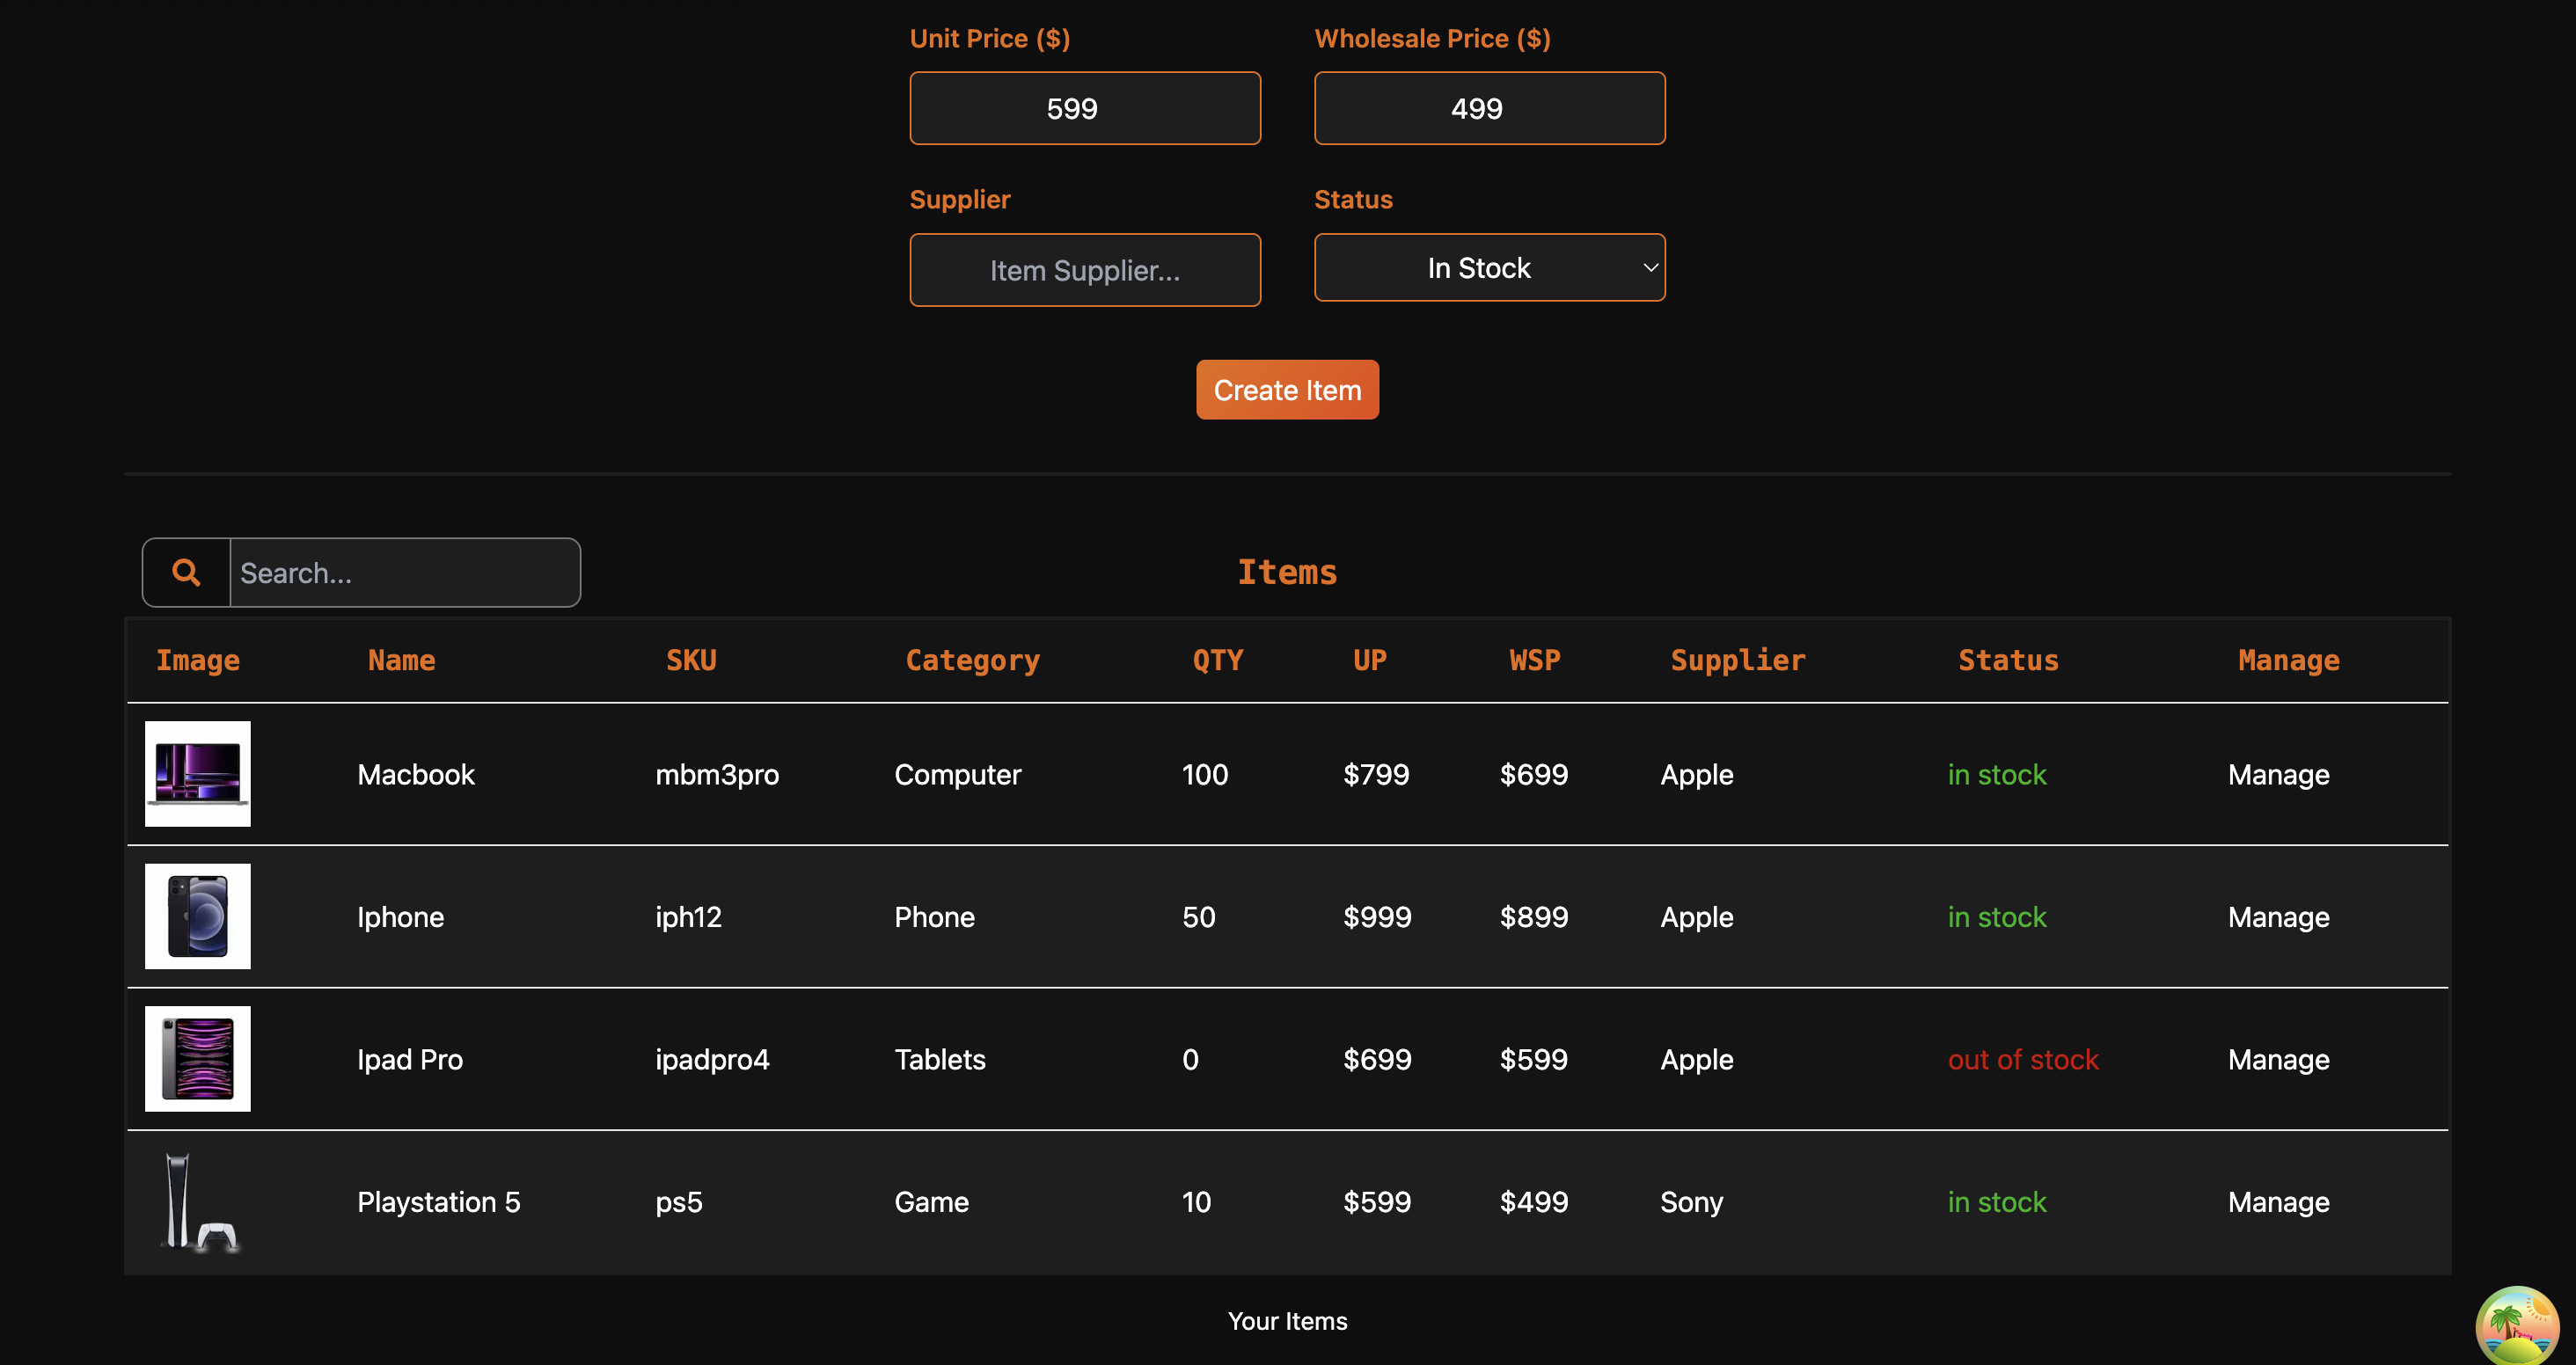 Unit Price ($) Wholesale Price ($)
599 499
Supplier Status
Item Supplier... In Stock
Create Item
Search... Items
Image Name SKU Category QTY UP WSP Supplier Status Manage
Macbook mbm3pro Computer 100 $799 $699 Apple in stock Manage
Iphone iph12 Phone 50 $999 $899 Apple in stock Manage
Ipad Pro ipadpro4 Tablets 0 $699 $599 Apple out of stock Manage
Playstation 5 ps5 Game 10 $599 $499 Sony in stock Manage
Your Items